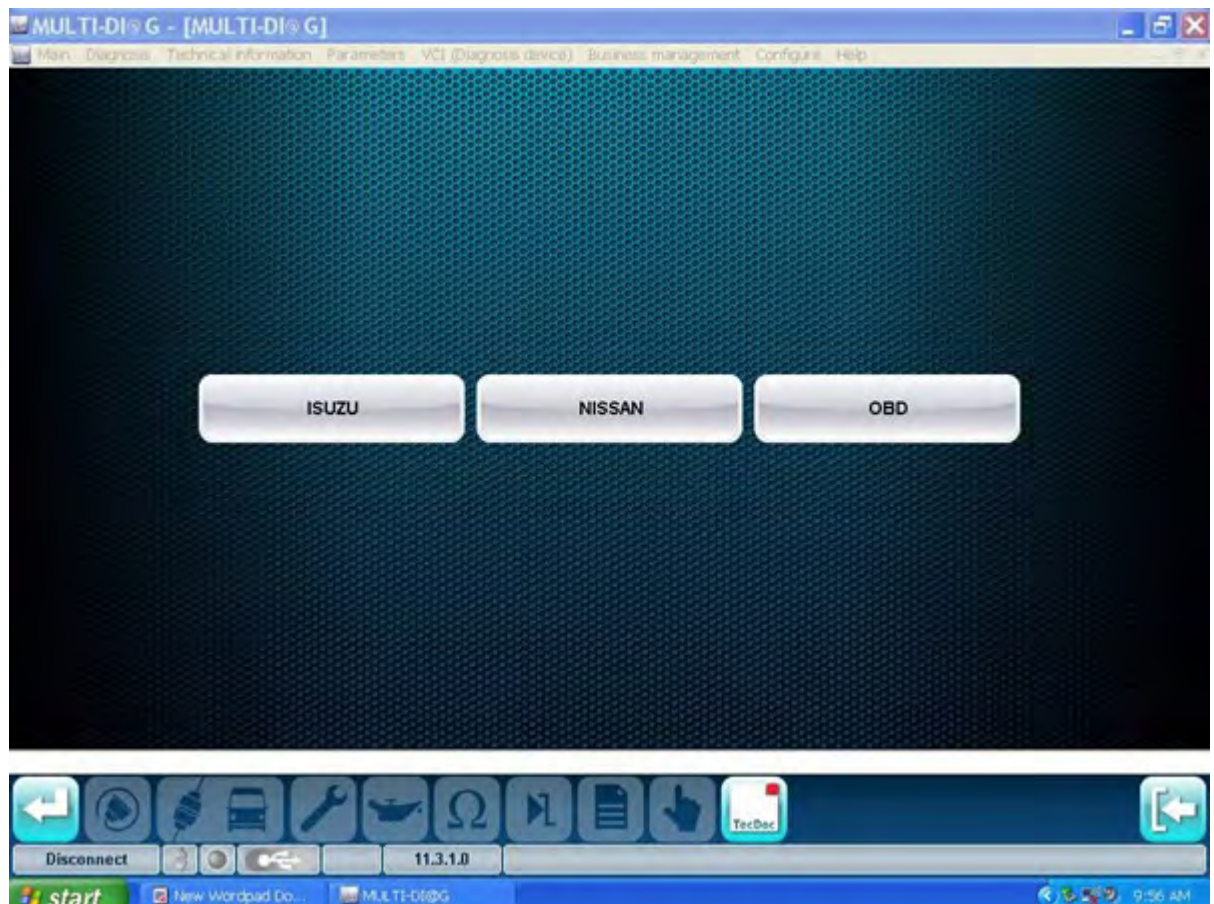 MULTI-DI@G - [MULTI-DI@G]
Main Diagnosis Technical information Parameters VCI (Diagnosis device) Business management Configure Help
ISUZU NISSAN OBD
Ω
TecDoc
Disconnect 11.3.1.0
start New Wordpad Do... MULTI-DI@G 9:56 AM